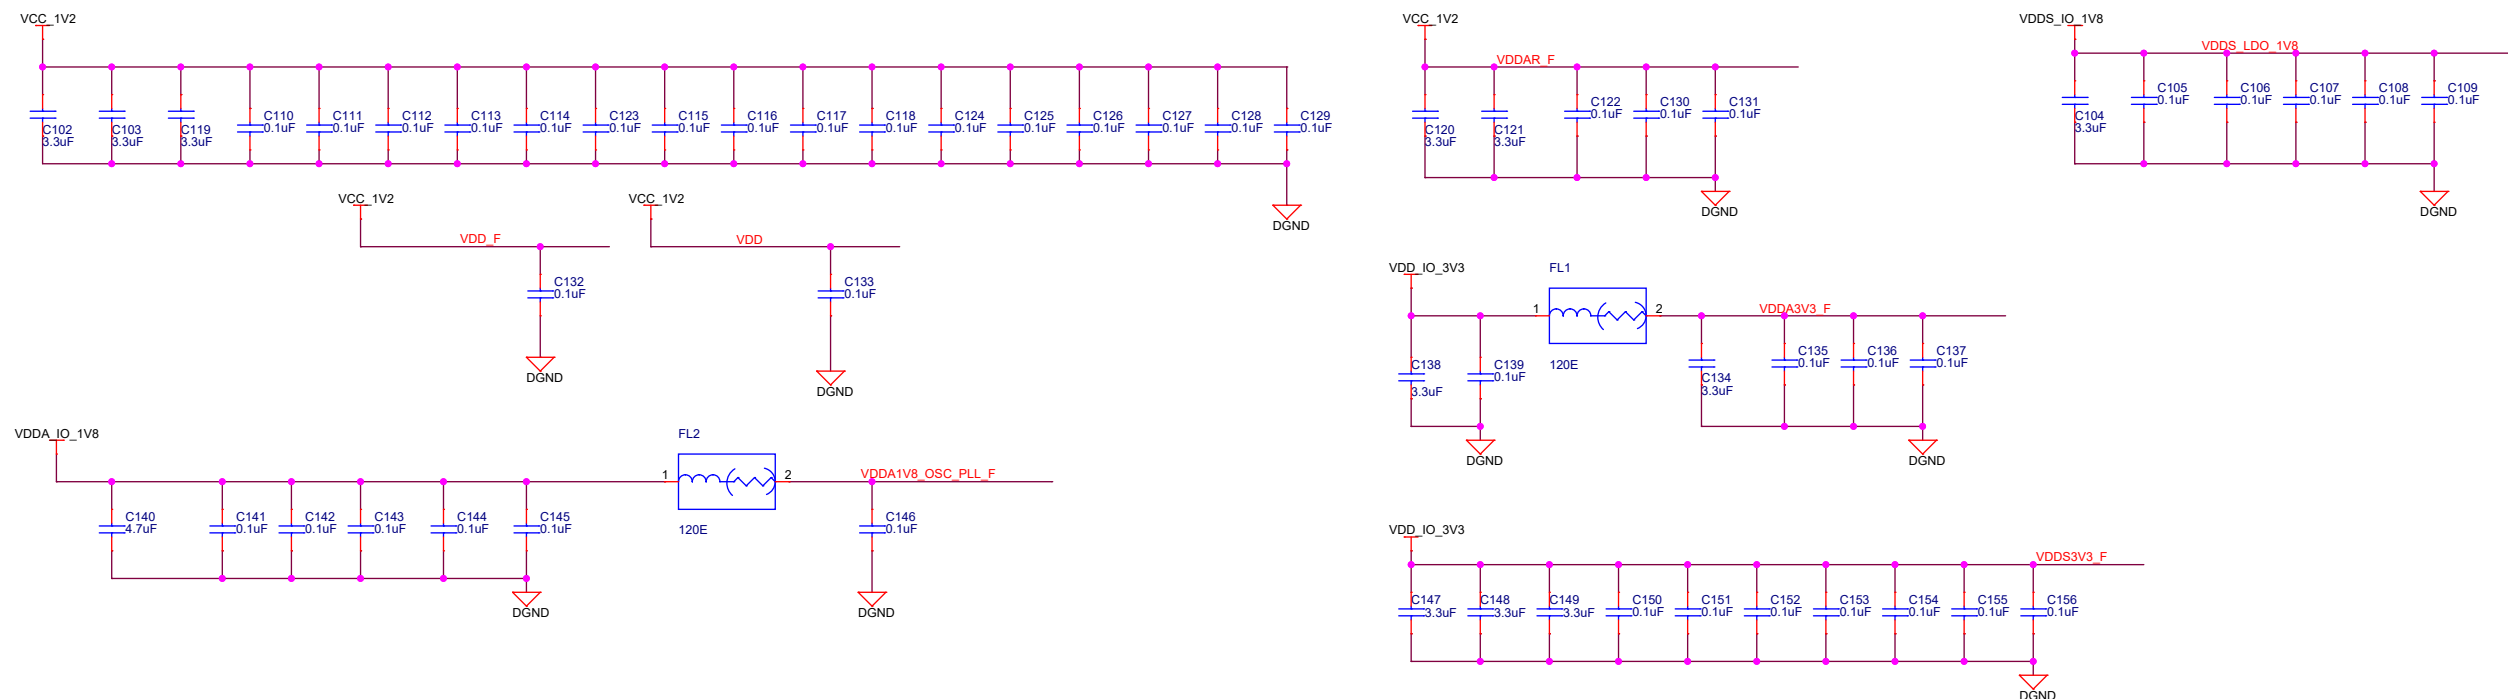 VCC_1V2
C102
3.3uF
C103
3.3uF
C119
3.3uF
C110
0.1uF
C111
0.1uF
C112
0.1uF
C113
0.1uF
C114
0.1uF
C123
0.1uF
C115
0.1uF
C116
0.1uF
C117
0.1uF
C118
0.1uF
C124
0.1uF
C125
0.1uF
C126
0.1uF
C127
0.1uF
C128
0.1uF
C129
0.1uF
DGND
VCC_1V2
VDDAR_F
C120
3.3uF
C121
3.3uF
C122
0.1uF
C130
0.1uF
C131
0.1uF
DGND
VDDS_IO_1V8
VDDS_LDO_1V8
C104
3.3uF
C105
0.1uF
C106
0.1uF
C107
0.1uF
C108
0.1uF
C109
0.1uF
DGND
VCC_1V2
VDD_F
C132
0.1uF
DGND
VCC_1V2
VDD
C133
0.1uF
DGND
VDD_IO_3V3
FL1
1
2
120E
VDDA3V3_F
C138
3.3uF
C139
0.1uF
DGND
C134
3.3uF
C135
0.1uF
C136
0.1uF
C137
0.1uF
DGND
VDDA_IO_1V8
FL2
1
2
120E
VDDA1V8_OSC_PLL_F
C140
4.7uF
C141
0.1uF
C142
0.1uF
C143
0.1uF
C144
0.1uF
C145
0.1uF
DGND
C146
0.1uF
DGND
VDD_IO_3V3
VDDS3V3_F
C147
3.3uF
C148
3.3uF
C149
3.3uF
C150
0.1uF
C151
0.1uF
C152
0.1uF
C153
0.1uF
C154
0.1uF
C155
0.1uF
C156
0.1uF
DGND